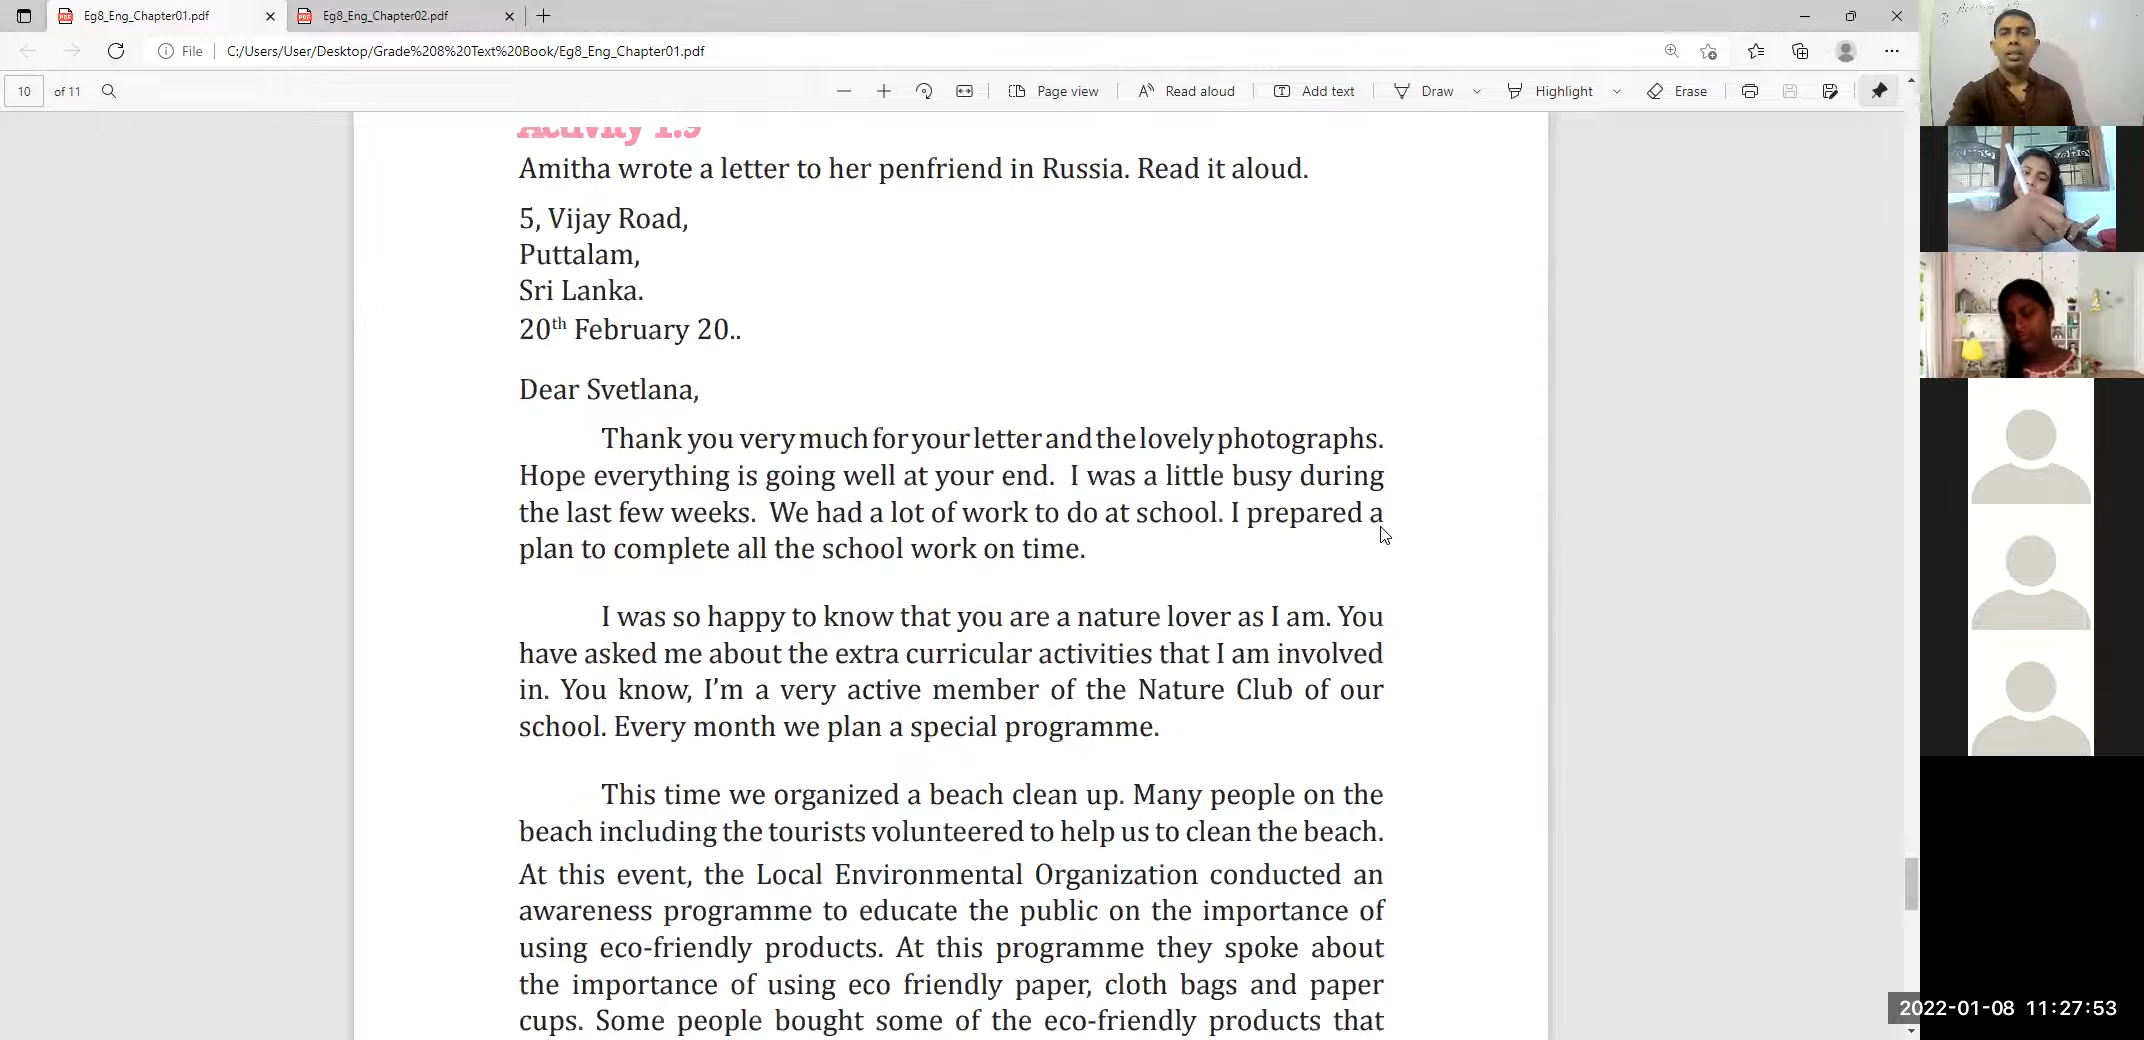 Eg8_Eng_Chapter01.pdf
Eg8_Eng_Chapter02.pdf
File
C:/Users/User/Desktop/Grade%208%20Text%20Book/Eg8_Eng_Chapter01.pdf
10 of 11
Page view
Read aloud
Add text
Draw
Highlight
Erase
Activity 1.9
Amitha wrote a letter to her penfriend in Russia. Read it aloud.
5, Vijay Road,
Puttalam,
Sri Lanka.
20th February 20..
Dear Svetlana,
Thank you very much for your letter and the lovely photographs.
Hope everything is going well at your end. I was a little busy during
the last few weeks. We had a lot of work to do at school. I prepared a
plan to complete all the school work on time.
I was so happy to know that you are a nature lover as I am. You
have asked me about the extra curricular activities that I am involved
in. You know, I'm a very active member of the Nature Club of our
school. Every month we plan a special programme.
This time we organized a beach clean up. Many people on the
beach including the tourists volunteered to help us to clean the beach.
At this event, the Local Environmental Organization conducted an
awareness programme to educate the public on the importance of
using eco-friendly products. At this programme they spoke about
the importance of using eco friendly paper, cloth bags and paper
cups. Some people bought some of the eco-friendly products that
2022-01-08 11:27:53